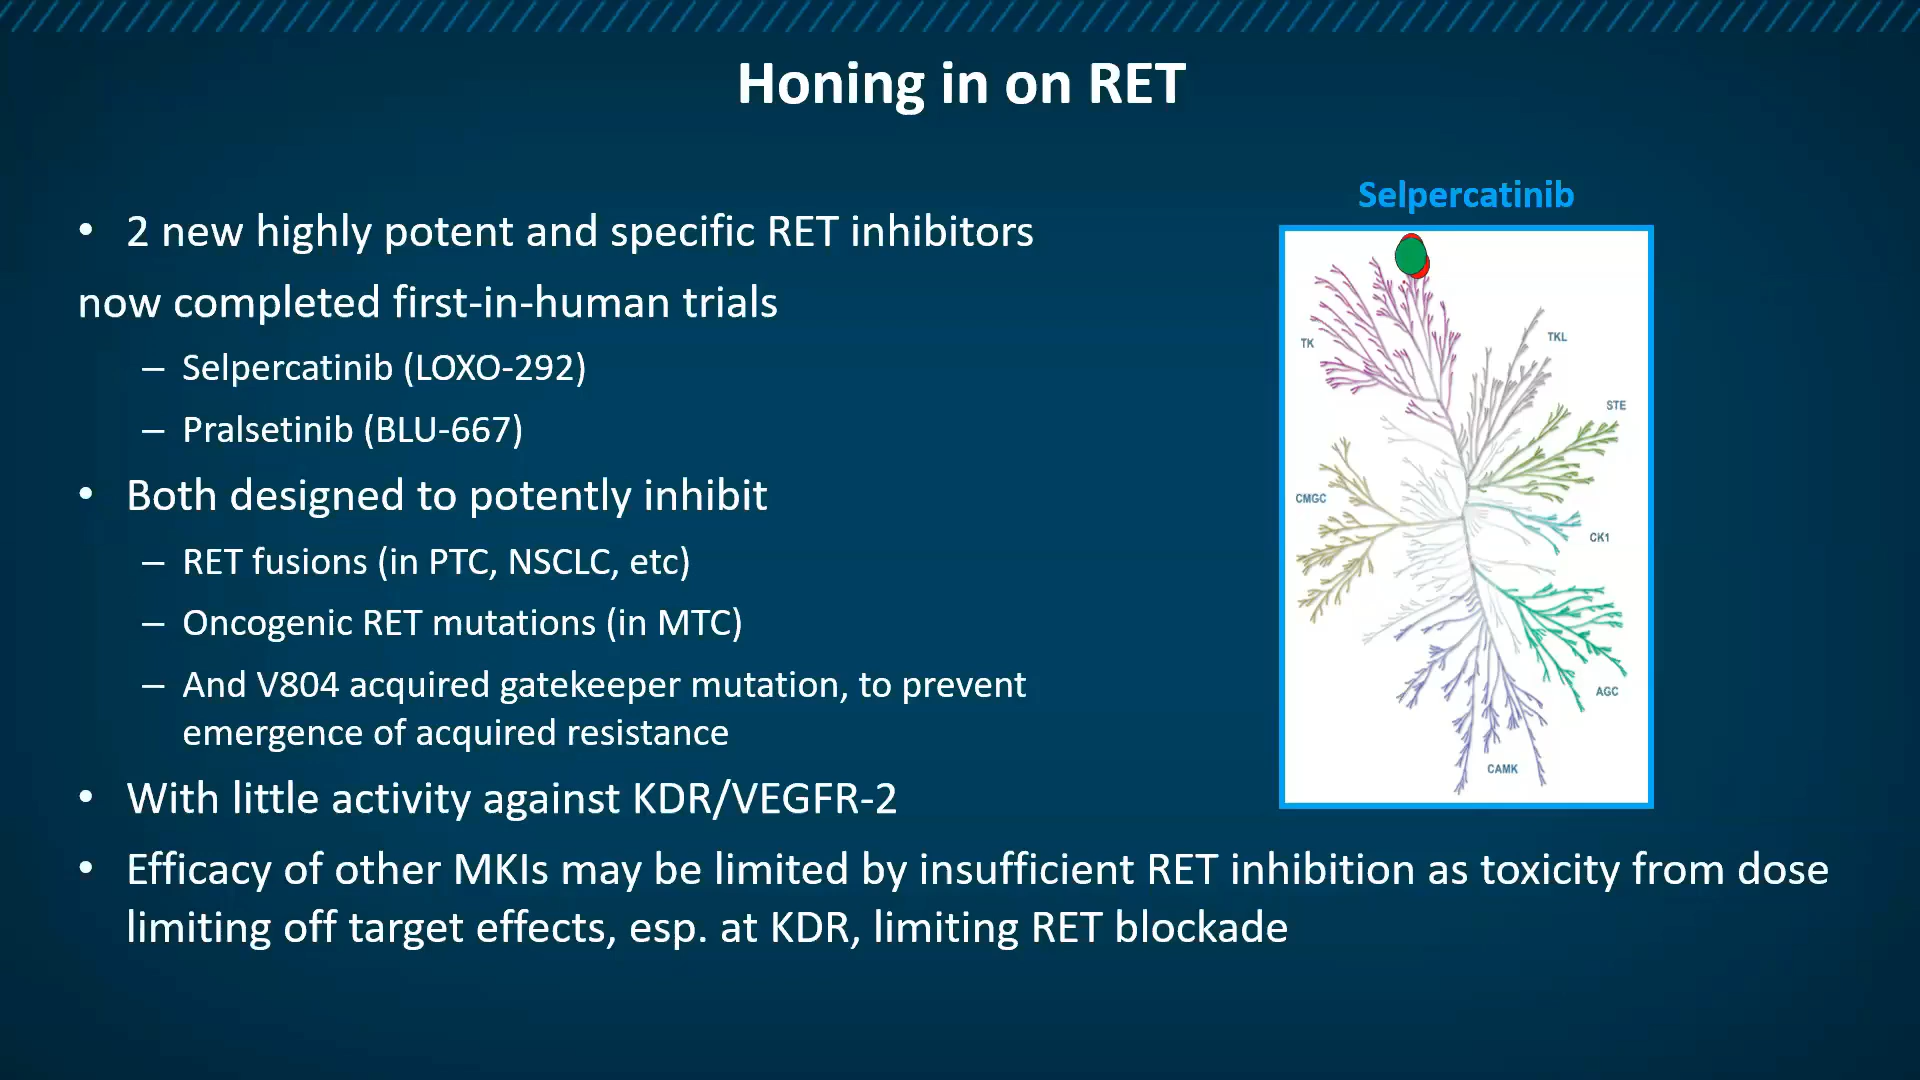 Honing in on RET
• 2 new highly potent and specific RET inhibitors
now completed first-in-human trials
– Selpercatinib (LOXO-292)
– Pralsetinib (BLU-667)
• Both designed to potently inhibit
– RET fusions (in PTC, NSCLC, etc)
– Oncogenic RET mutations (in MTC)
– And V804 acquired gatekeeper mutation, to prevent
emergence of acquired resistance
• With little activity against KDR/VEGFR-2
• Efficacy of other MKIs may be limited by insufficient RET inhibition as toxicity from dose
limiting off target effects, esp. at KDR, limiting RET blockade
Selpercatinib
TK
TKL
STE
CMGC
CK1
AGC
CAMK